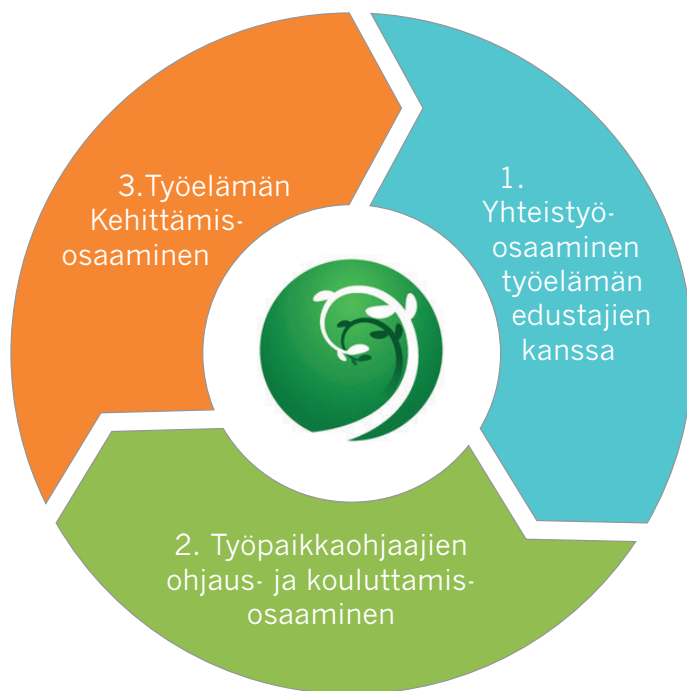 1.
Yhteistyö-
osaaminen
työelämän
edustajien
kanssa
2. Työpaikkaohjaajien
ohjaus- ja kouluttamis-
osaaminen
3.Työelämän
Kehittämis-
osaaminen